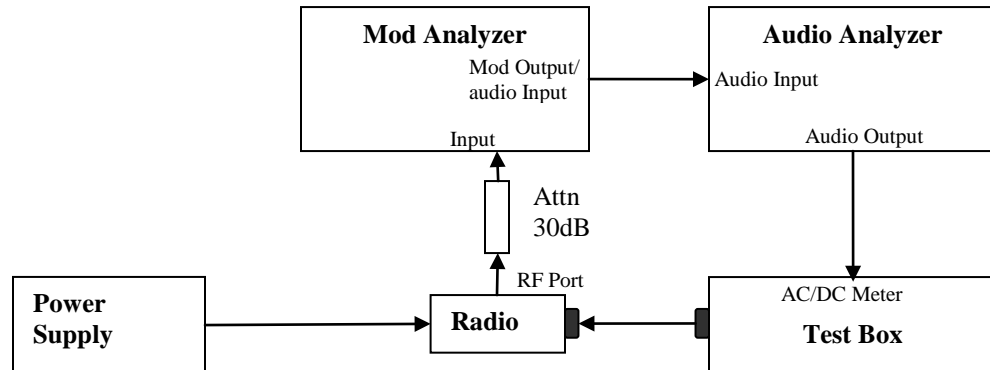 Mod Analyzer
Mod Output/
audio Input
Input
Audio Analyzer
Audio Input
Audio Output
Attn
30dB
RF Port
Power
Supply
Radio
AC/DC Meter
Test Box